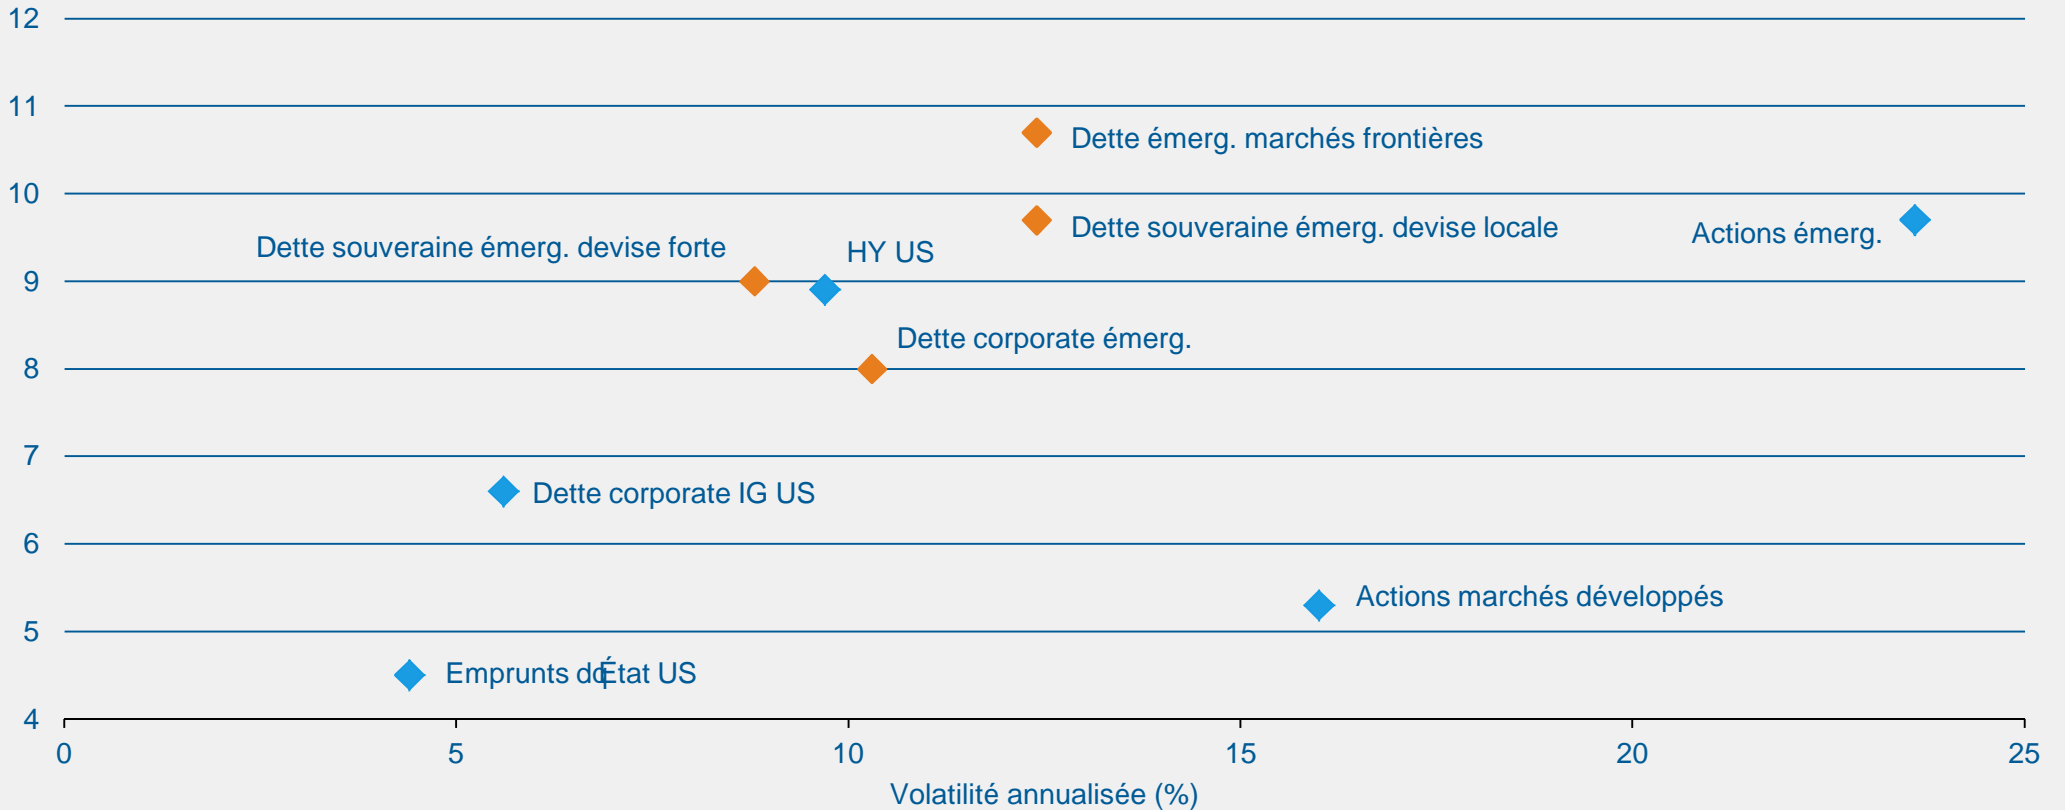 12
11
Dette émerg. marchés frontières
10
Dette souveraine émerg. devise locale
Actions émerg.
Dette souveraine émerg. devise forte
HY US
9
Dette corporate émerg.
8
7
Dette corporate IG US
6
Actions marchés développés
5
Emprunts d État US
4
0 5 10 15 20 25
Volatilité annualisée (%)